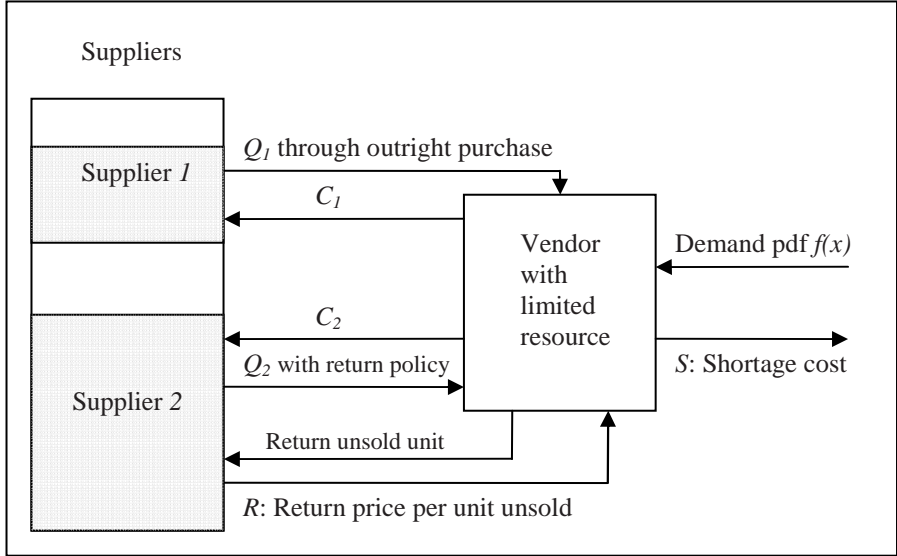 Suppliers
Supplier 1
Q1 through outright purchase
C1
Vendor
with
limited
resource
Demand pdf f(x)
C2
Q2 with return policy
S: Shortage cost
Supplier 2
Return unsold unit
R: Return price per unit unsold